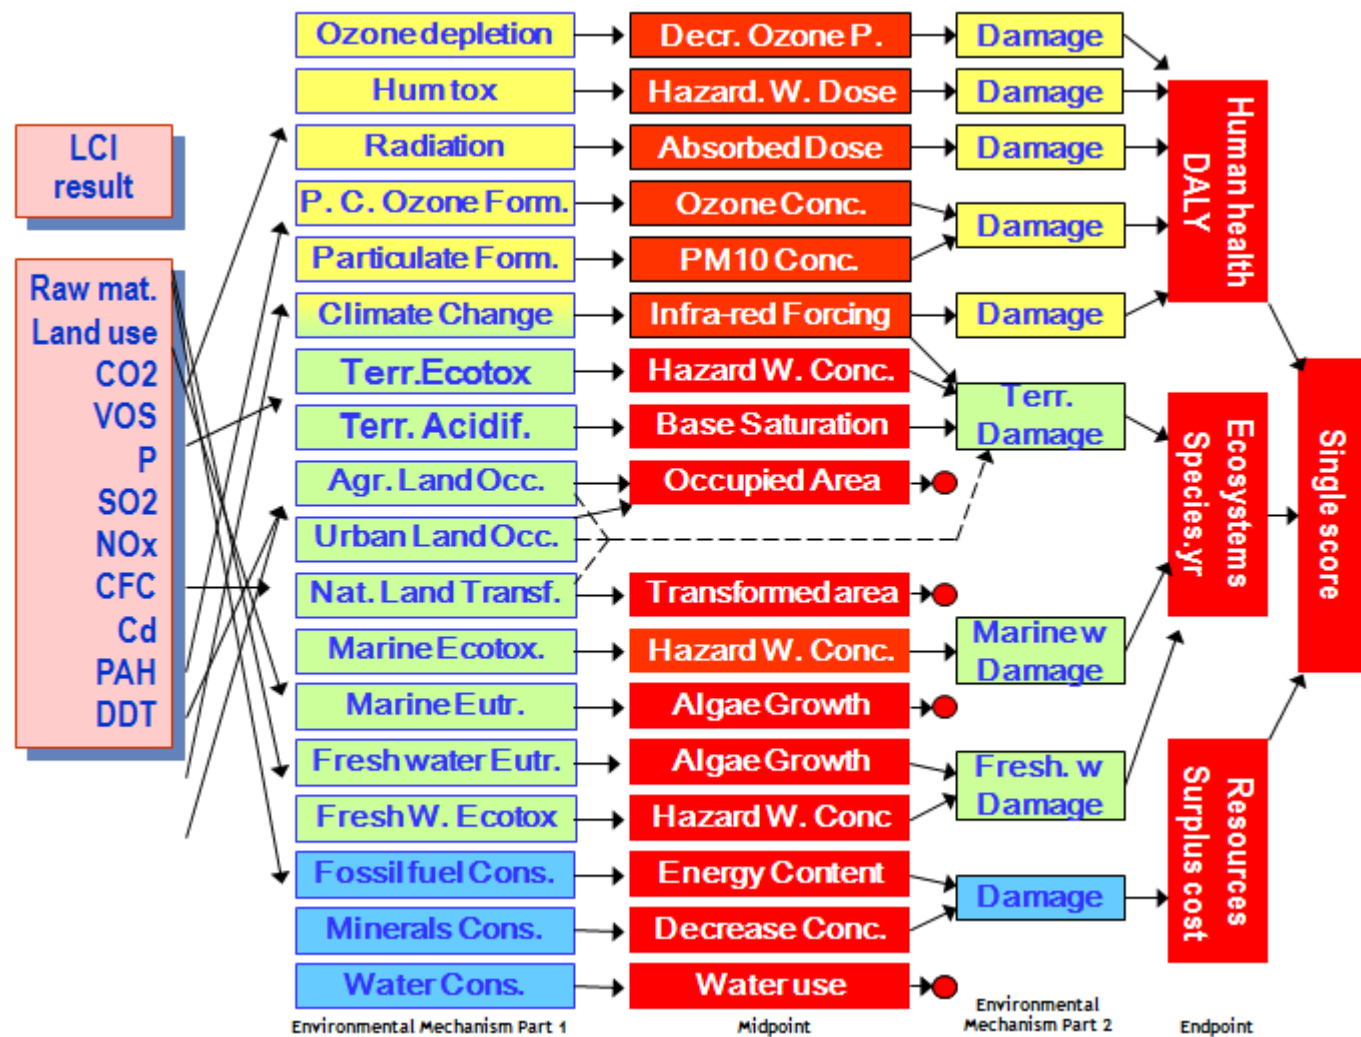 LCI
result
Raw mat.
Land use
CO2
VOS
P
SO2
NOx
CFC
Cd
PAH
DDT
Ozone depletion
Hum tox
Radiation
P. C. Ozone Form.
Particulate Form.
Climate Change
Terr.Ecotox
Terr. Acidif.
Agr. Land Occ.
Urban Land Occ.
Nat. Land Transf.
Marine Ecotox.
Marine Eutr.
Fresh water Eutr.
Fresh W. Ecotox
Fossil fuel Cons.
Minerals Cons.
Water Cons.
Environmental Mechanism Part 1
Decr. Ozone P.
Hazard. W. Dose
Absorbed Dose
Ozone Conc.
PM10 Conc.
Infra-red Forcing
Hazard W. Conc.
Base Saturation
Occupied Area
Transformed area
Hazard W. Conc.
Algae Growth
Algae Growth
Hazard W. Conc
Energy Content
Decrease Conc.
Water use
Midpoint
Damage
Damage
Damage
Damage
Damage
Terr.
Damage
Marine w
Damage
Fresh. w
Damage
Damage
Environmental
Mechanism Part 2
Human health
DALY
Ecosystems
Species.yr
Resources
Surplus cost
Endpoint
Single score